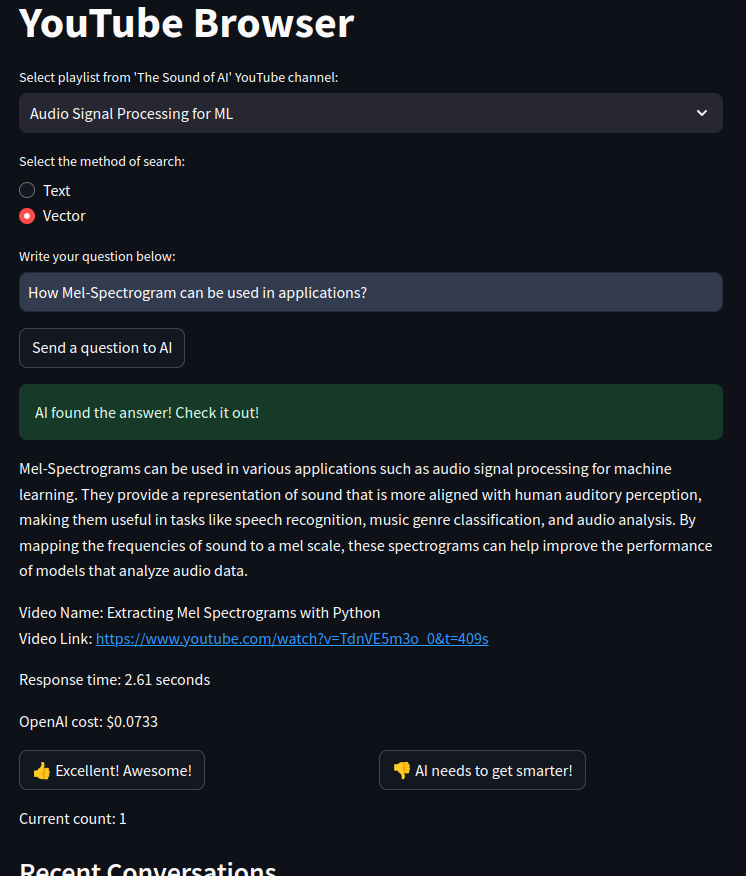 YouTube Browser
Select playlist from 'The Sound of AI' YouTube channel:
Audio Signal Processing for ML
Select the method of search:
Text
Vector
Write your question below:
How Mel-Spectrogram can be used in applications?
Send a question to AI
AI found the answer! Check it out!
Mel-Spectrograms can be used in various applications such as audio signal processing for machine
learning. They provide a representation of sound that is more aligned with human auditory perception,
making them useful in tasks like speech recognition, music genre classification, and audio analysis. By
mapping the frequencies of sound to a mel scale, these spectrograms can help improve the performance
of models that analyze audio data.
Video Name: Extracting Mel Spectrograms with Python
Video Link: https://www.youtube.com/watch?v=TdnVE5m3o_0&t=409s
Response time: 2.61 seconds
OpenAI cost: $0.0733
👍 Excellent! Awesome!
👎 AI needs to get smarter!
Current count: 1
Recent Conversations